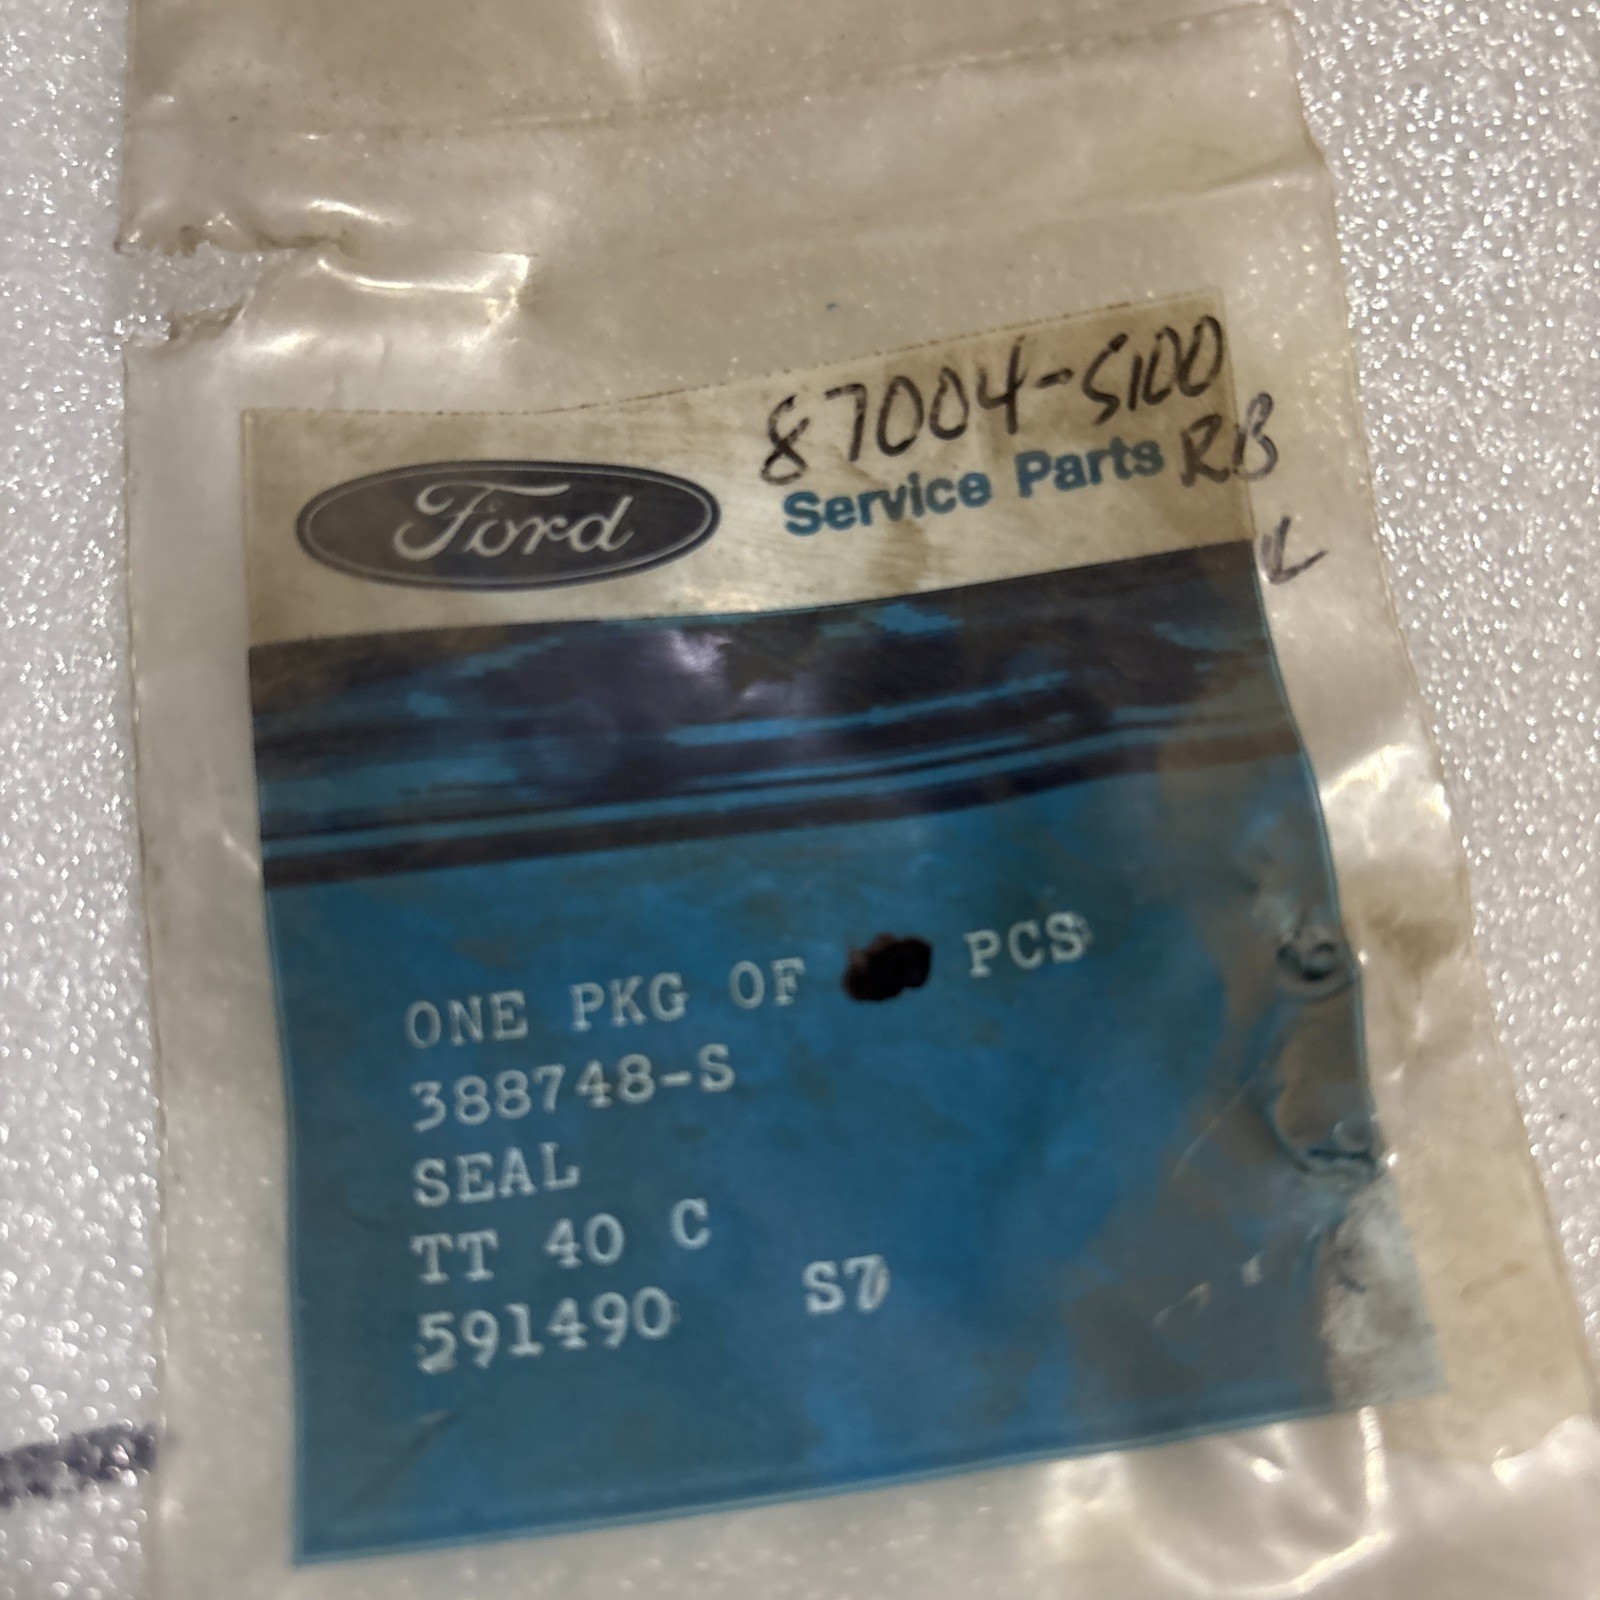 87004-S100
RB
Ford
Service Parts
ONE PKG OF PCS
388748-S
SEAL
TT 40 C
591490 S7